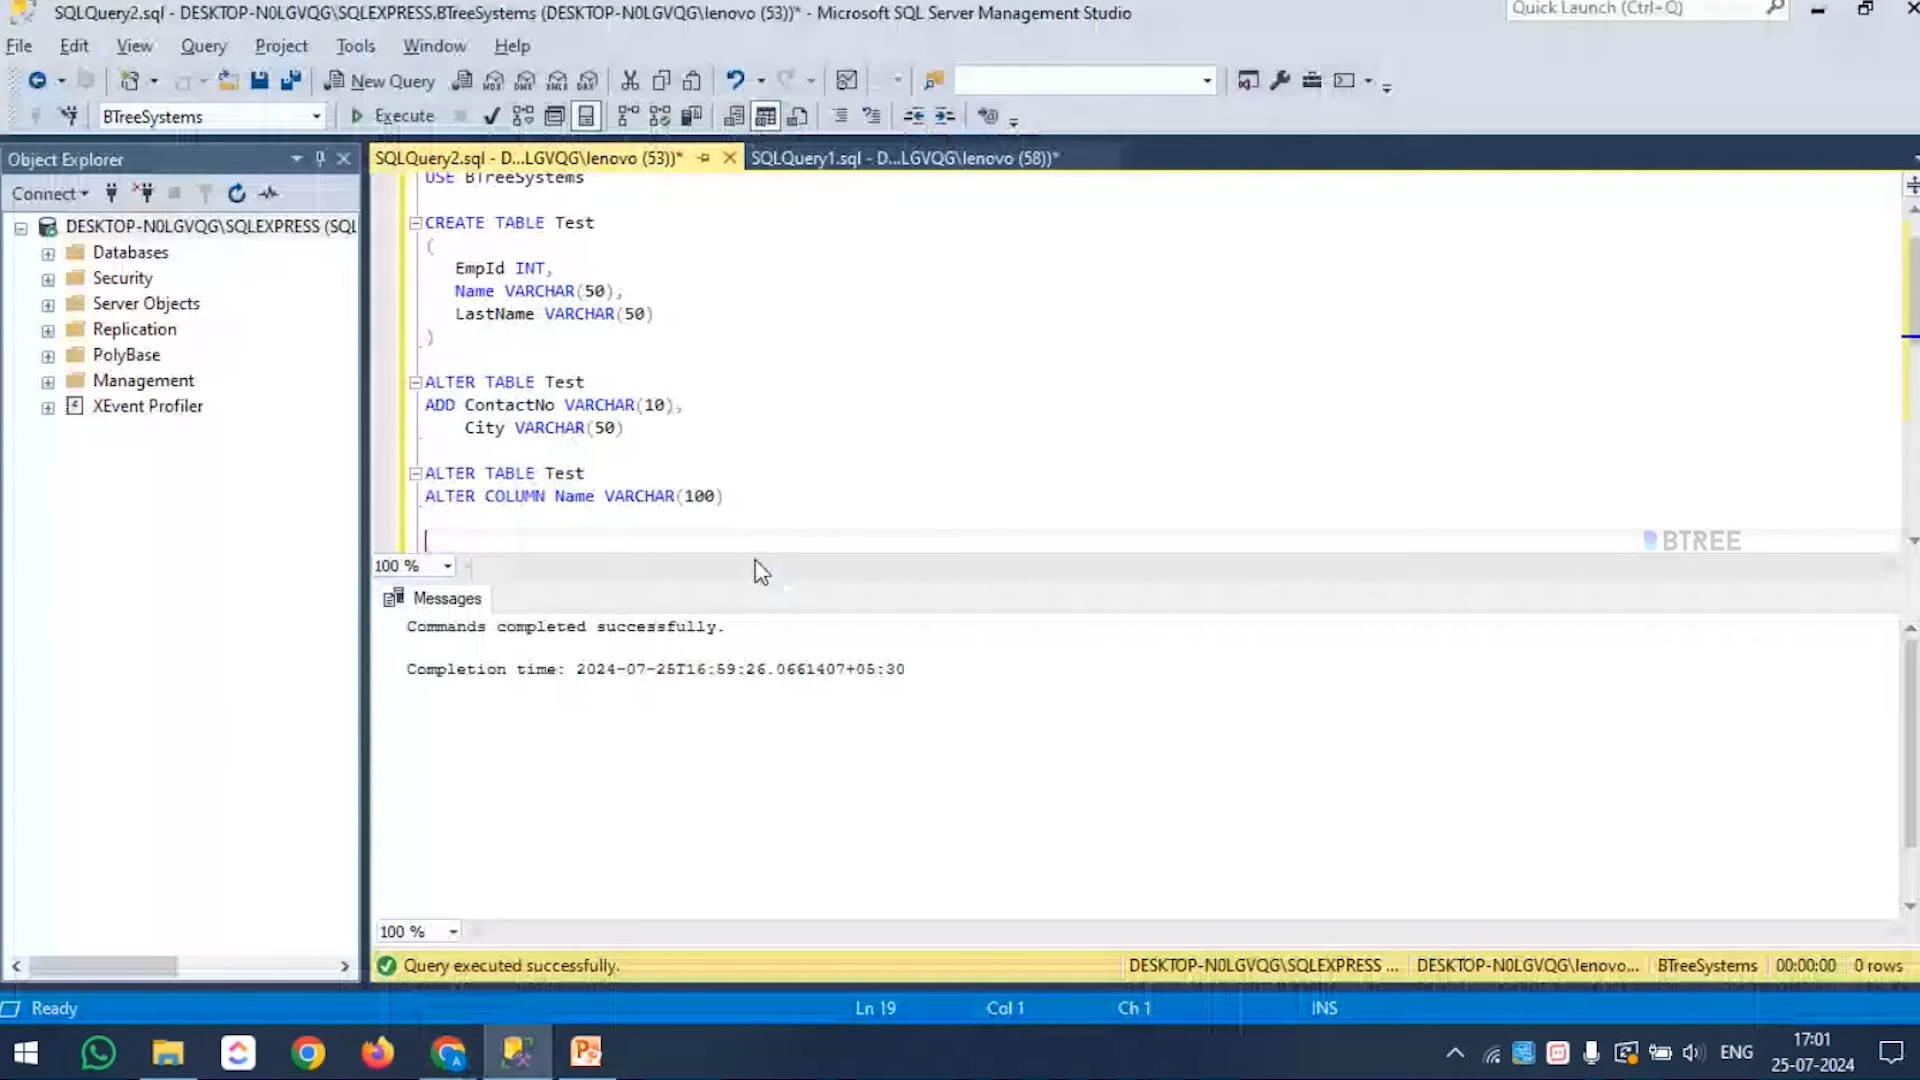 SQLQuery2.sql - DESKTOP-N0LGVQG\SQLEXPRESS.BTreeSystems (DESKTOP-N0LGVQG\lenovo (53))* - Microsoft SQL Server Management Studio
Quick Launch (Ctrl+Q)
File Edit View Query Project Tools Window Help
New Query
BTreeSystems
Execute
Object Explorer
SQLQuery2.sql - D...LGVQG\lenovo (53))*
SQLQuery1.sql - D...LGVQG\lenovo (58))*
Connect
DESKTOP-N0LGVQG\SQLEXPRESS (SQL
Databases
Security
Server Objects
Replication
PolyBase
Management
XEvent Profiler
USE BTreeSystems
CREATE TABLE Test
(
EmpId INT,
Name VARCHAR(50),
LastName VARCHAR(50)
)
ALTER TABLE Test
ADD ContactNo VARCHAR(10),
City VARCHAR(50)
ALTER TABLE Test
ALTER COLUMN Name VARCHAR(100)
BTREE
100 %
Messages
Commands completed successfully.
Completion time: 2024-07-25T16:59:26.0661407+05:30
100 %
Query executed successfully.
DESKTOP-N0LGVQG\SQLEXPRESS ...
DESKTOP-N0LGVQG\lenovo...
BTreeSystems
00:00:00
0 rows
Ready
Ln 19
Col 1
Ch 1
INS
ENG
17:01
25-07-2024